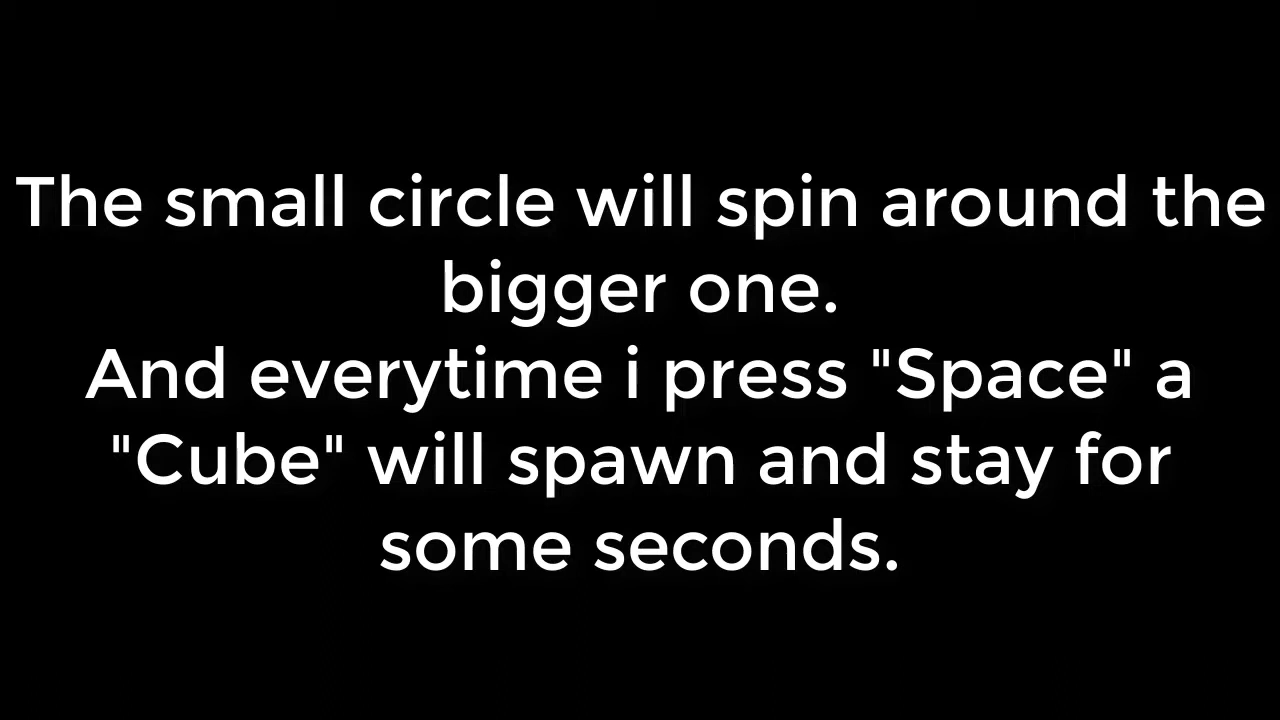 The small circle will spin around the
bigger one.
And everytime i press "Space" a
"Cube" will spawn and stay for
some seconds.